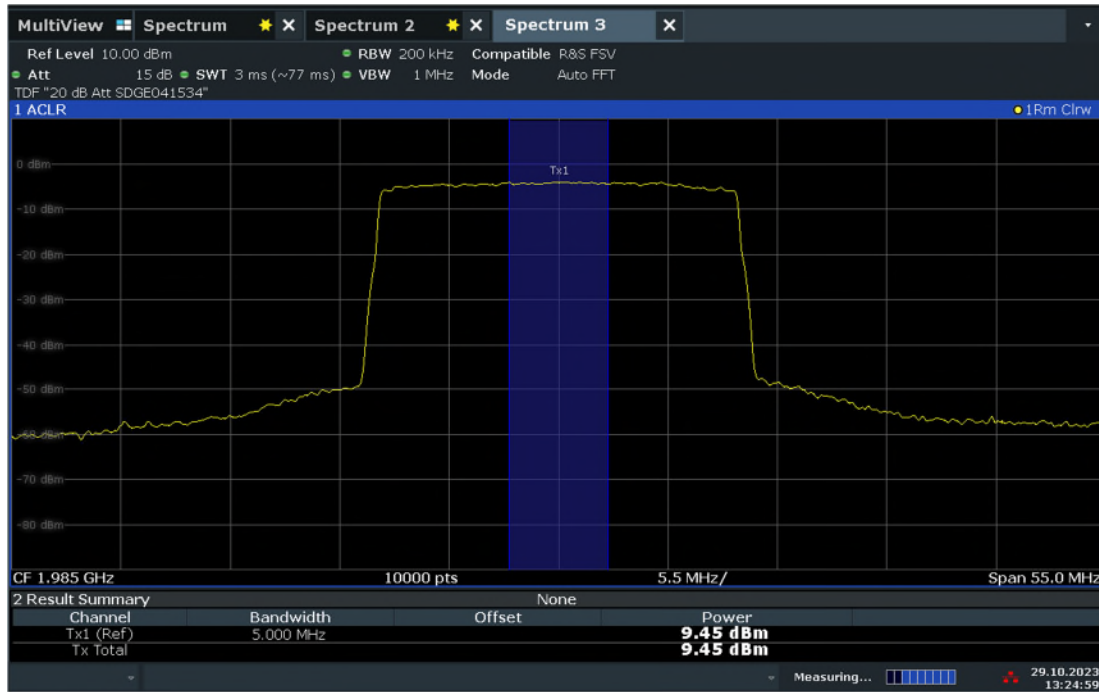 MultiView Spectrum X Spectrum 2 X Spectrum 3 X
Ref Level 10.00 dBm RBW 200 kHz Compatible R&S FSV
Att 15 dB SWT 3 ms (~77 ms) VBW 1 MHz Mode Auto FFT
TDF "20 dB Att SDGE041534"
1 ACLR 1Rm Clrw
0 dBm
Tx1
-10 dBm
-20 dBm
-30 dBm
-40 dBm
-50 dBm
-60 dBm
-70 dBm
-80 dBm
CF 1.985 GHz 10000 pts 5.5 MHz/ Span 55.0 MHz
2 Result Summary None
Channel Bandwidth Offset Power
Tx1 (Ref) 5.000 MHz 9.45 dBm
Tx Total 9.45 dBm
Measuring... 29.10.2023
13:24:59